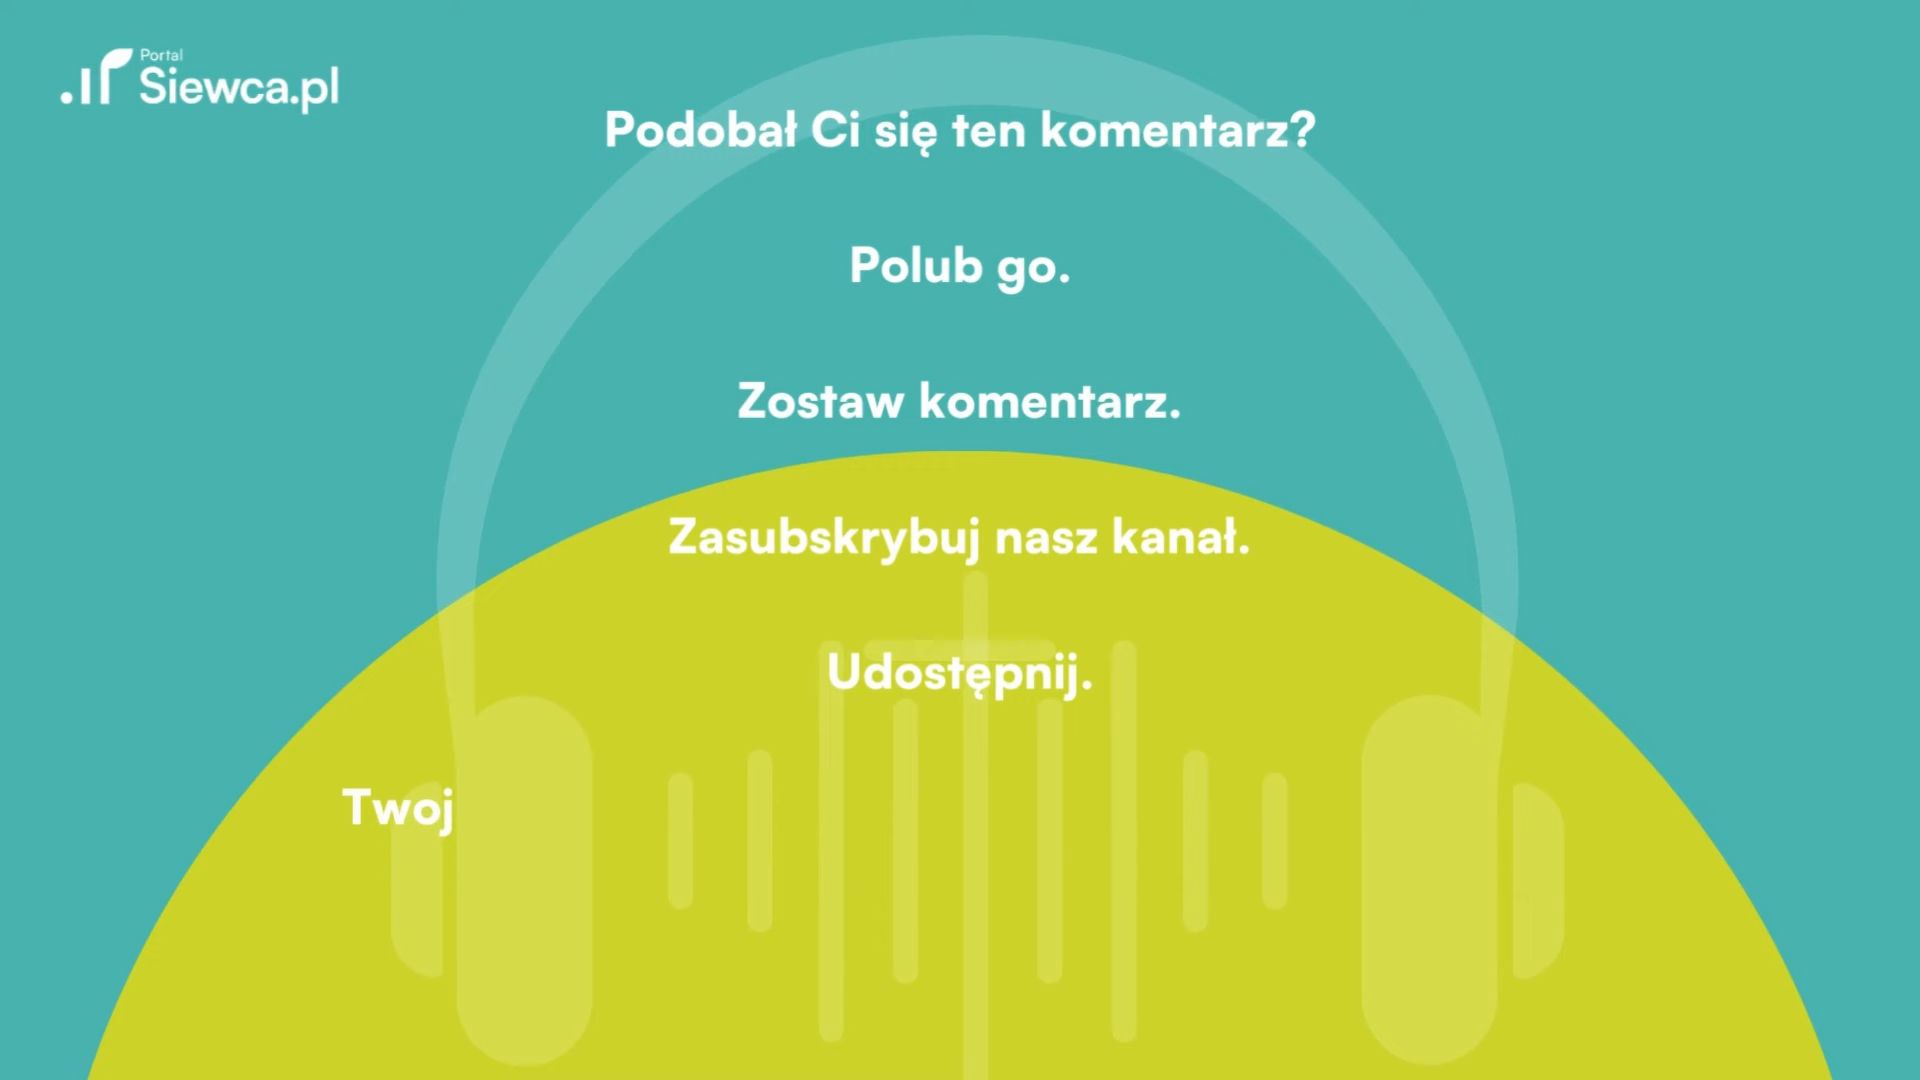 Portal
Siewca.pl
Podobał Ci się ten komentarz?
Polub go.
Zostaw komentarz.
Zasubskrybuj nasz kanał.
Udostępnij.
Twoj